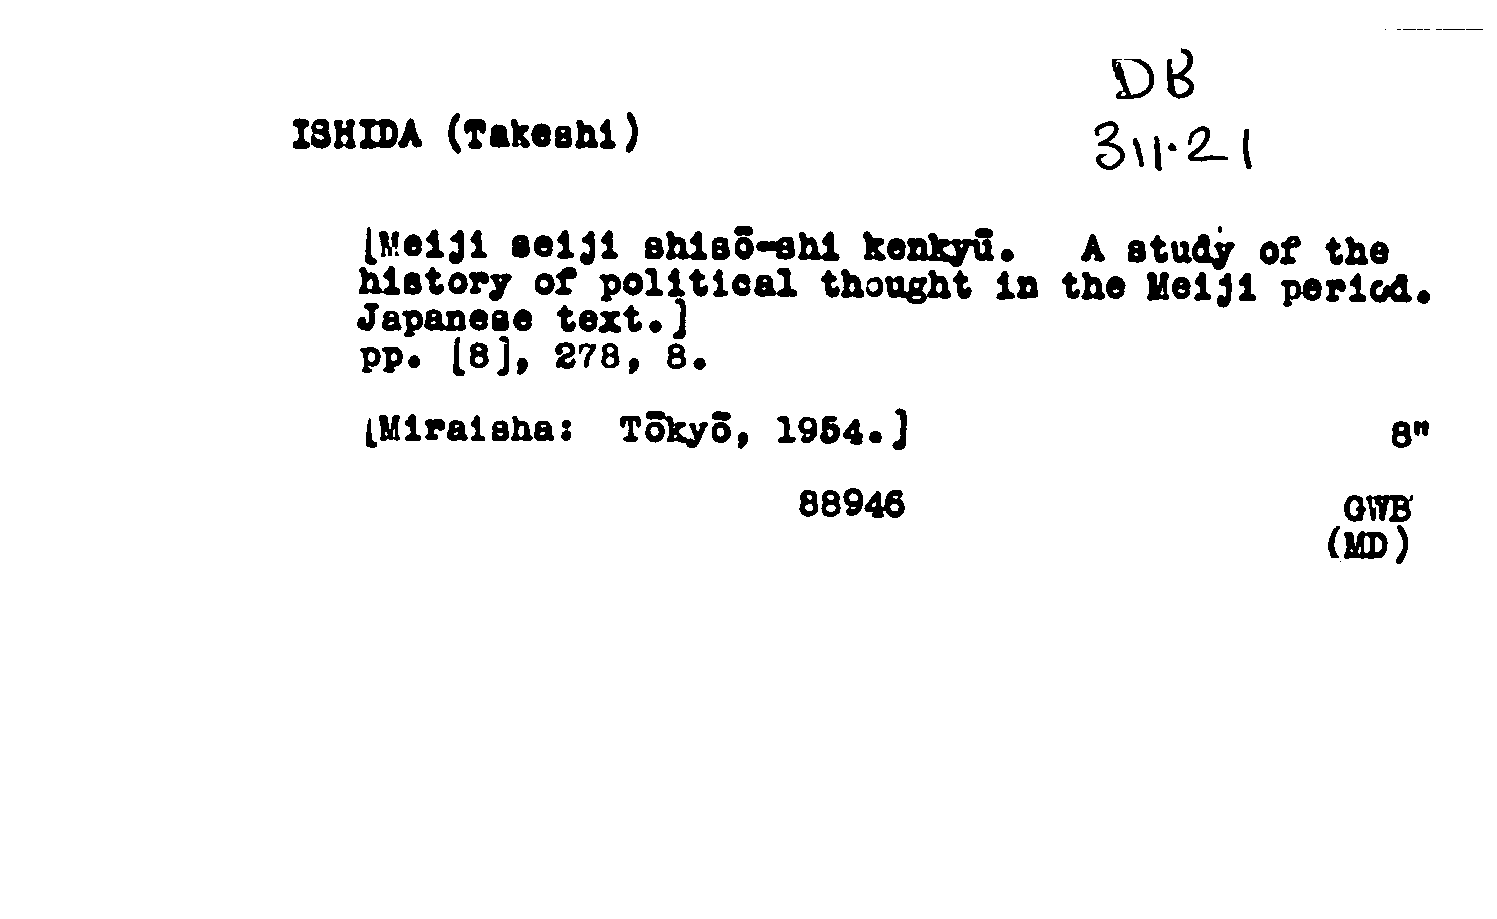 DB
ISHIDA (Takeshi)
311.21
[Meiji seiji shisō-shi kenkyū. A study of the
history of political thought in the Meiji period.
Japanese text.]
pp. [8], 278, 8.
[Miraisha: Tōkyō, 1954.]
8"
88946
GWB
(MD)